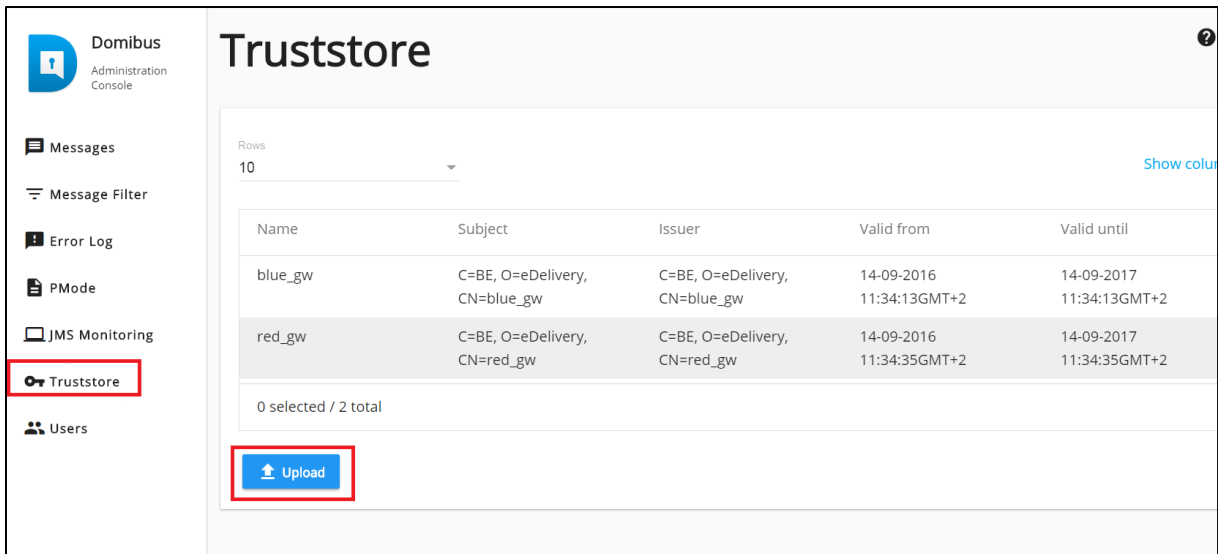 Domibus
Administration
Console
Messages
Message Filter
Error Log
PMode
JMS Monitoring
Truststore
Users
Truststore
Rows
10
Show
Name Subject Issuer Valid from Valid until
blue_gw C=BE, O=eDelivery, C=BE, O=eDelivery, 14-09-2016 14-09-2017
CN=blue_gw CN=blue_gw 11:34:13GMT+2 11:34:13GMT+2
red_gw C=BE, O=eDelivery, C=BE, O=eDelivery, 14-09-2016 14-09-2017
CN=red_gw CN=red_gw 11:34:35GMT+2 11:34:35GMT+2
0 selected / 2 total
Upload